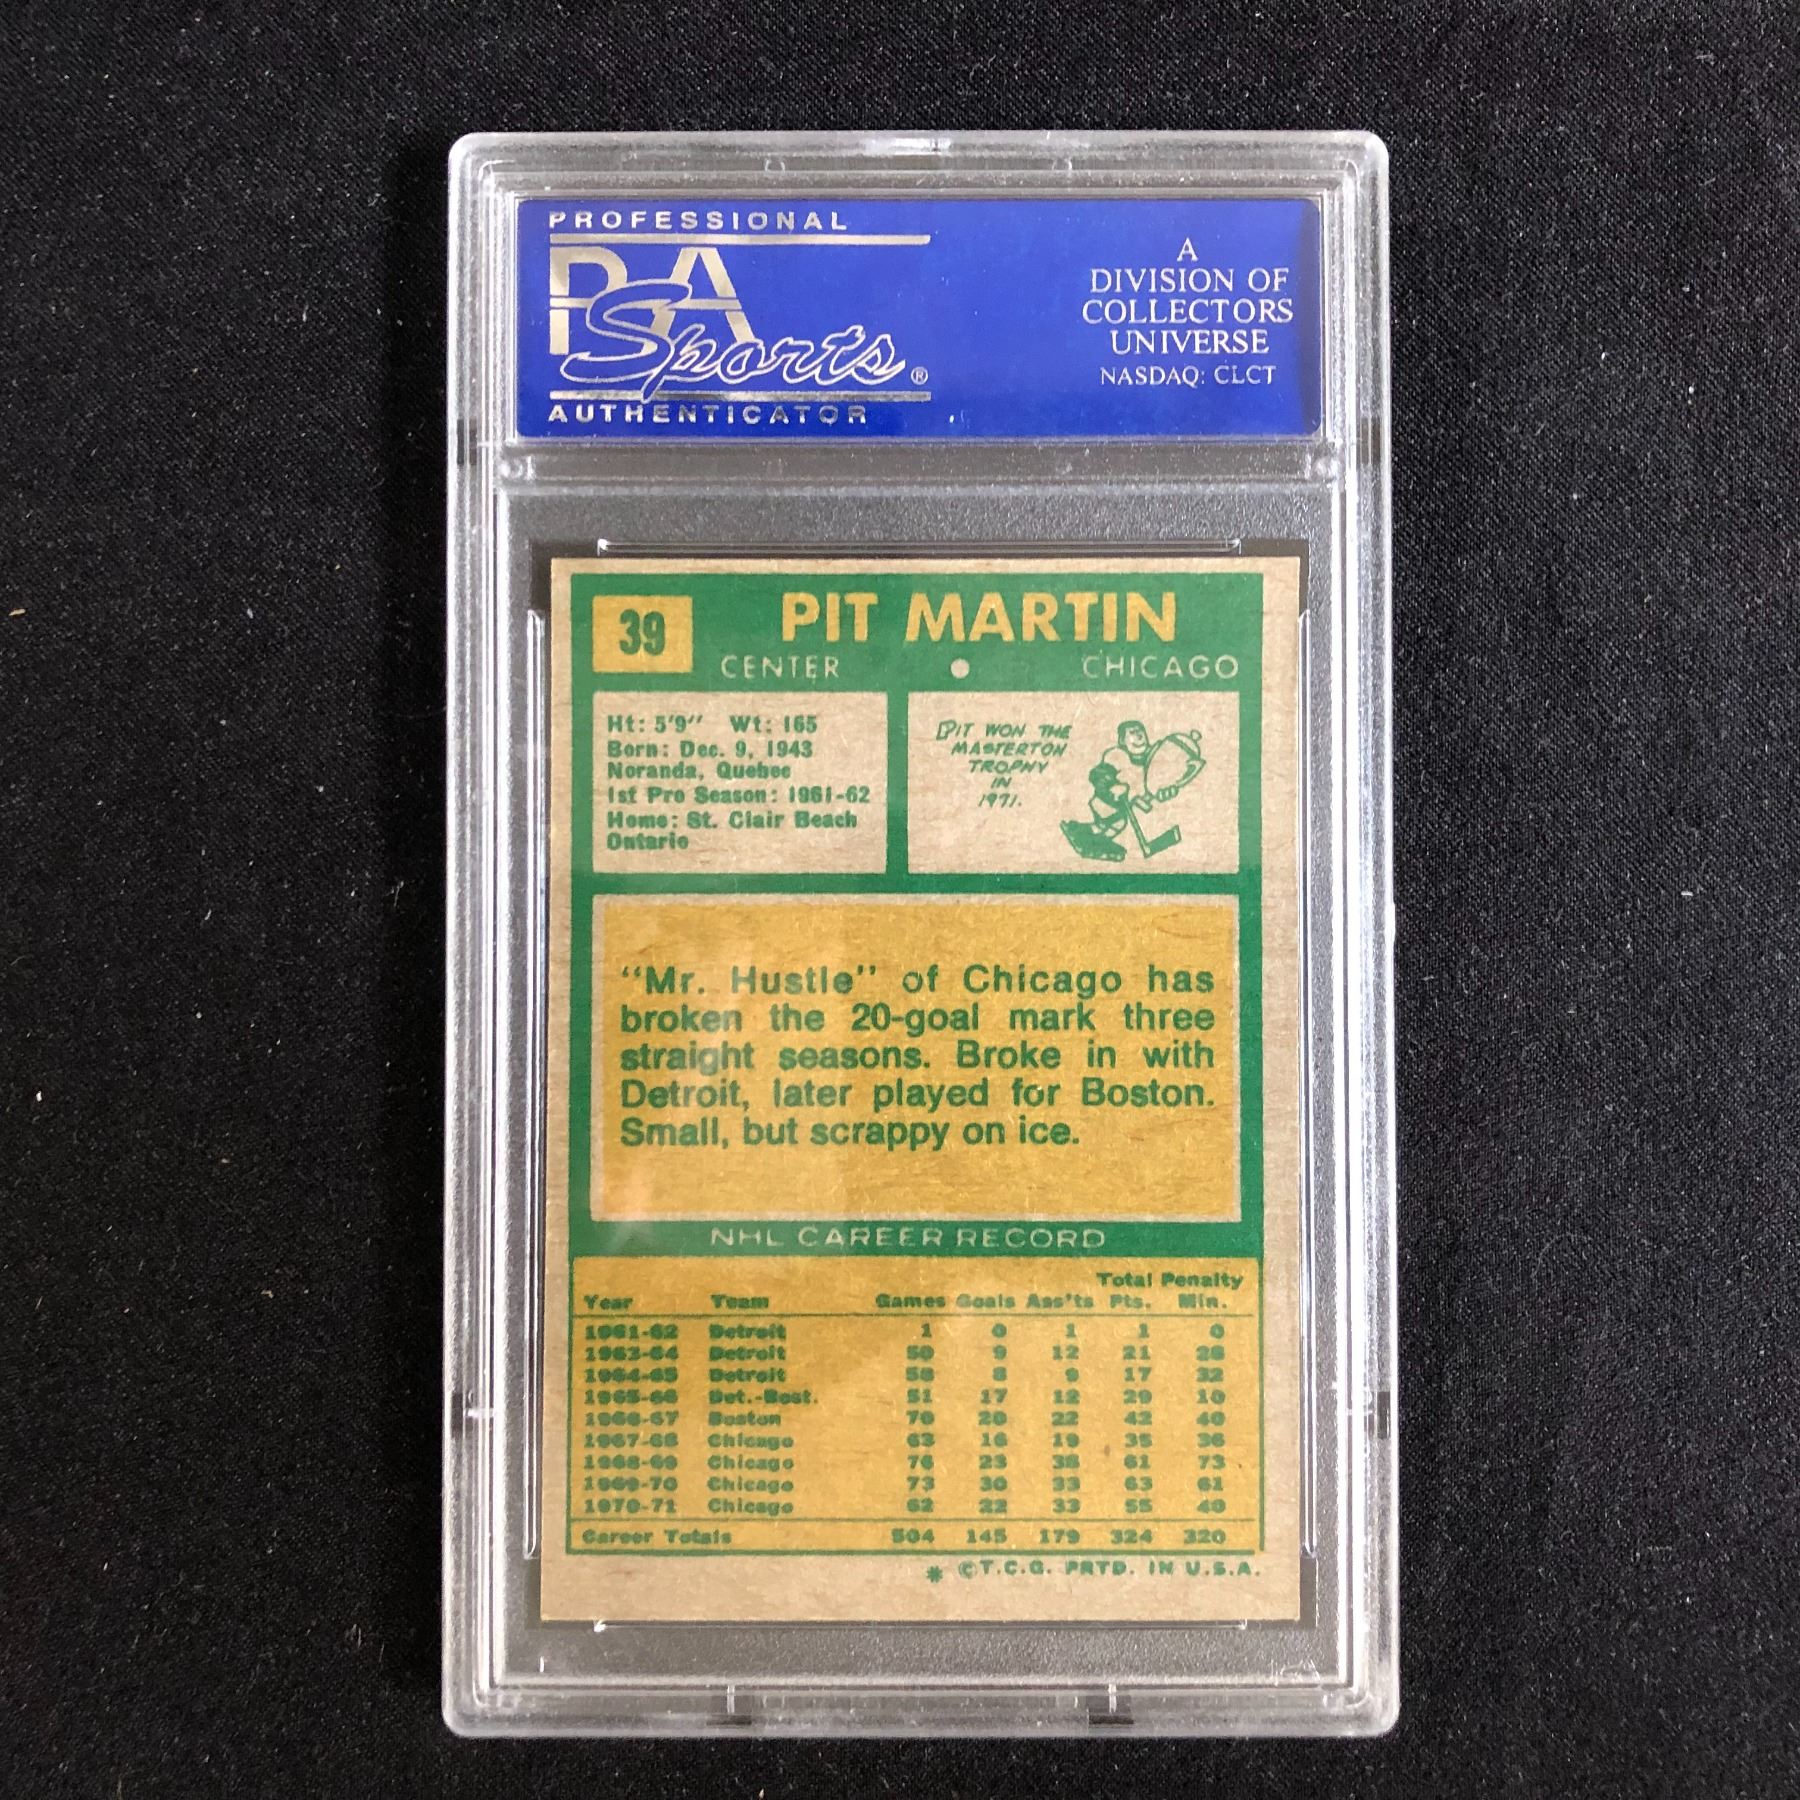 PROFESSIONAL
PSA
Sports®
AUTHENTICATOR
A
DIVISION OF
COLLECTORS
UNIVERSE
NASDAQ: CLCT
39
PIT MARTIN
CENTER • CHICAGO
Ht: 5'9" Wt: 165
Born: Dec. 9, 1943
Noranda, Quebec
1st Pro Season: 1961-62
Home: St. Clair Beach
Ontario
PIT WON THE
MASTERTON
TROPHY
IN
1971.
"Mr. Hustle" of Chicago has
broken the 20-goal mark three
straight seasons. Broke in with
Detroit, later played for Boston.
Small, but scrappy on ice.
NHL CAREER RECORD
Total Penalty
Year Team Games Goals Ass'ts Pts. Min.
1961-62 Detroit 1 0 1 1 0
1963-64 Detroit 50 9 12 21 28
1964-65 Detroit 58 8 9 17 32
1965-66 Det.-Bost. 51 17 12 29 10
1966-67 Boston 70 20 22 42 40
1967-68 Chicago 63 16 19 35 36
1968-69 Chicago 76 23 38 61 73
1969-70 Chicago 73 30 33 63 61
1970-71 Chicago 62 22 33 55 40
Career Totals 504 145 179 324 320
* ©T.C.G. PRTD. IN U.S.A.